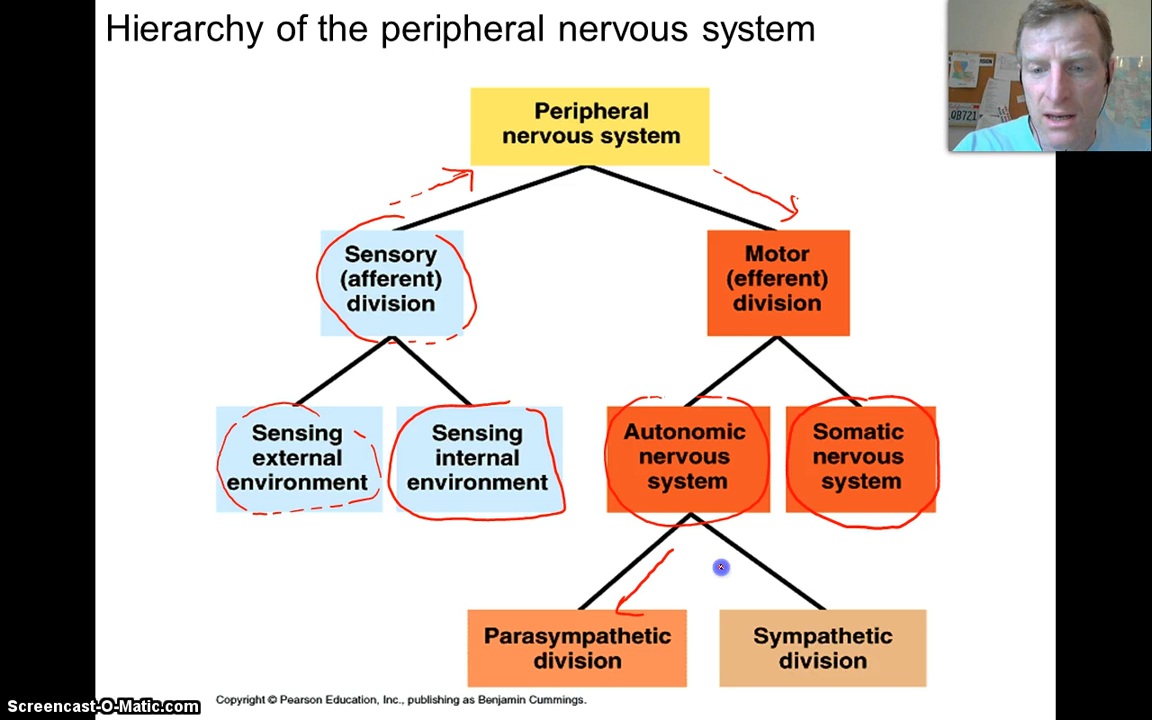 Hierarchy of the peripheral nervous system
Peripheral
nervous system
Sensory
(afferent)
division
Motor
(efferent)
division
Sensing
external
environment
Sensing
internal
environment
Autonomic
nervous
system
Somatic
nervous
system
Parasympathetic
division
Sympathetic
division
Copyright © Pearson Education, Inc., publishing as Benjamin Cummings.
Screencast-O-Matic.com